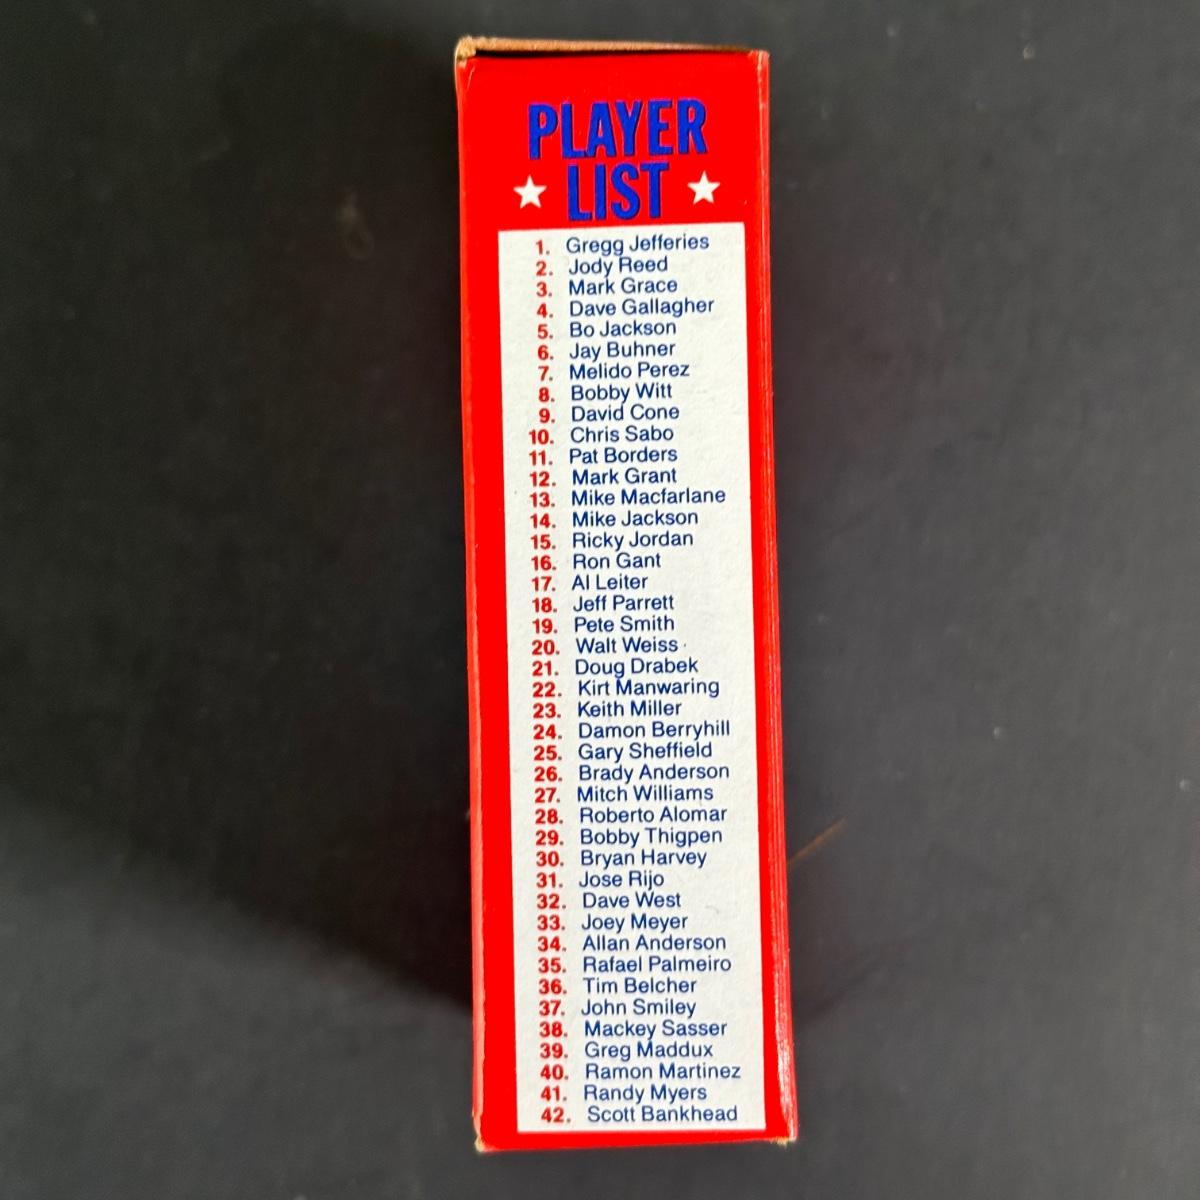 PLAYER
LIST
1. Gregg Jefferies
2. Jody Reed
3. Mark Grace
4. Dave Gallagher
5. Bo Jackson
6. Jay Buhner
7. Melido Perez
8. Bobby Witt
9. David Cone
10. Chris Sabo
11. Pat Borders
12. Mark Grant
13. Mike Macfarlane
14. Mike Jackson
15. Ricky Jordan
16. Ron Gant
17. Al Leiter
18. Jeff Parrett
19. Pete Smith
20. Walt Weiss
21. Doug Drabek
22. Kirt Manwaring
23. Keith Miller
24. Damon Berryhill
25. Gary Sheffield
26. Brady Anderson
27. Mitch Williams
28. Roberto Alomar
29. Bobby Thigpen
30. Bryan Harvey
31. Jose Rijo
32. Dave West
33. Joey Meyer
34. Allan Anderson
35. Rafael Palmeiro
36. Tim Belcher
37. John Smiley
38. Mackey Sasser
39. Greg Maddux
40. Ramon Martinez
41. Randy Myers
42. Scott Bankhead